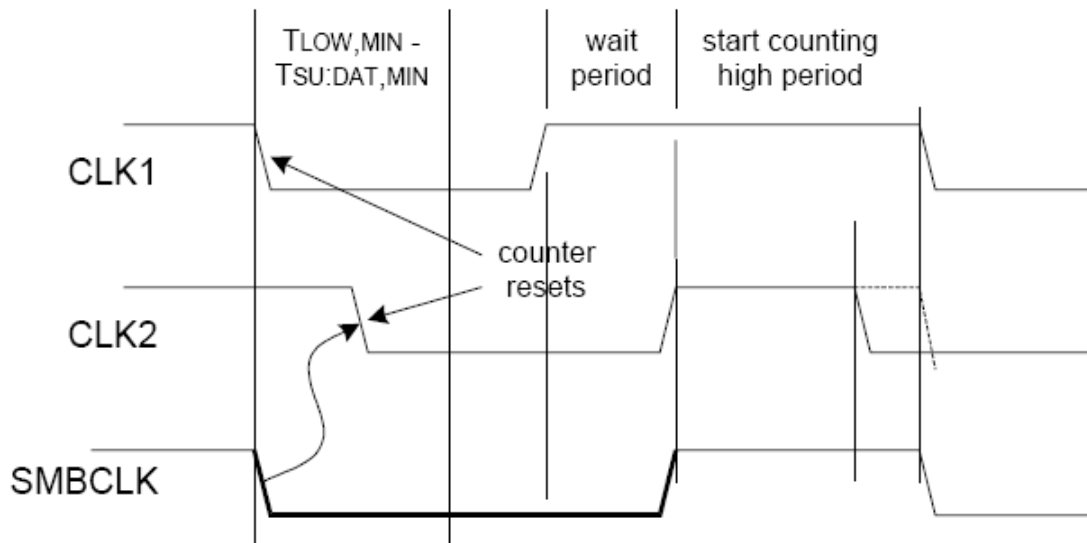 TLOW,MIN -
TSU:DAT,MIN
wait
period
start counting
high period
CLK1
counter
resets
CLK2
SMBCLK